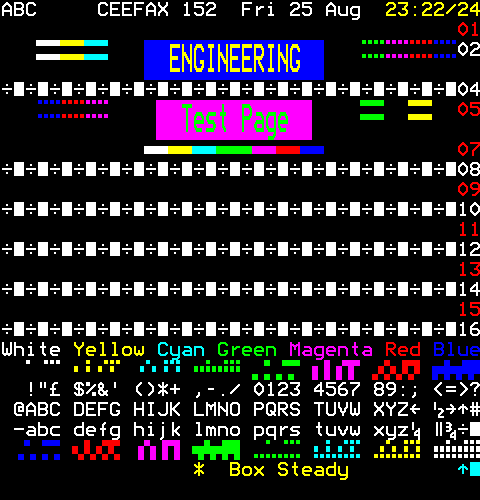 ABC CEEFAX 152 Fri 25 Aug 23:22/24
01
02
ENGINEERING
÷■÷■÷■÷■÷■÷■÷■÷■÷■÷■÷■÷■÷■÷■÷■÷■÷■÷■÷■04
05
Test Page
07
÷■÷■÷■÷■÷■÷■÷■÷■÷■÷■÷■÷■÷■÷■÷■÷■÷■÷■÷■08
09
÷■÷■÷■÷■÷■÷■÷■÷■÷■÷■÷■÷■÷■÷■÷■÷■÷■÷■÷■10
11
÷■÷■÷■÷■÷■÷■÷■÷■÷■÷■÷■÷■÷■÷■÷■÷■÷■÷■÷■12
13
÷■÷■÷■÷■÷■÷■÷■÷■÷■÷■÷■÷■÷■÷■÷■÷■÷■÷■÷■14
15
÷■÷■÷■÷■÷■÷■÷■÷■÷■÷■÷■÷■÷■÷■÷■÷■÷■÷■÷■16
White Yellow Cyan Green Magenta Red Blue
!"£ $%&' ()*+ ,-./ 0123 4567 89:; <=>?
@ABC DEFG HIJK LMNO PQRS TUVW XYZ← ½→↑#
-abc defg hijk lmno pqrs tuvw xyz¼ ‖¾÷■
* Box Steady ↑■